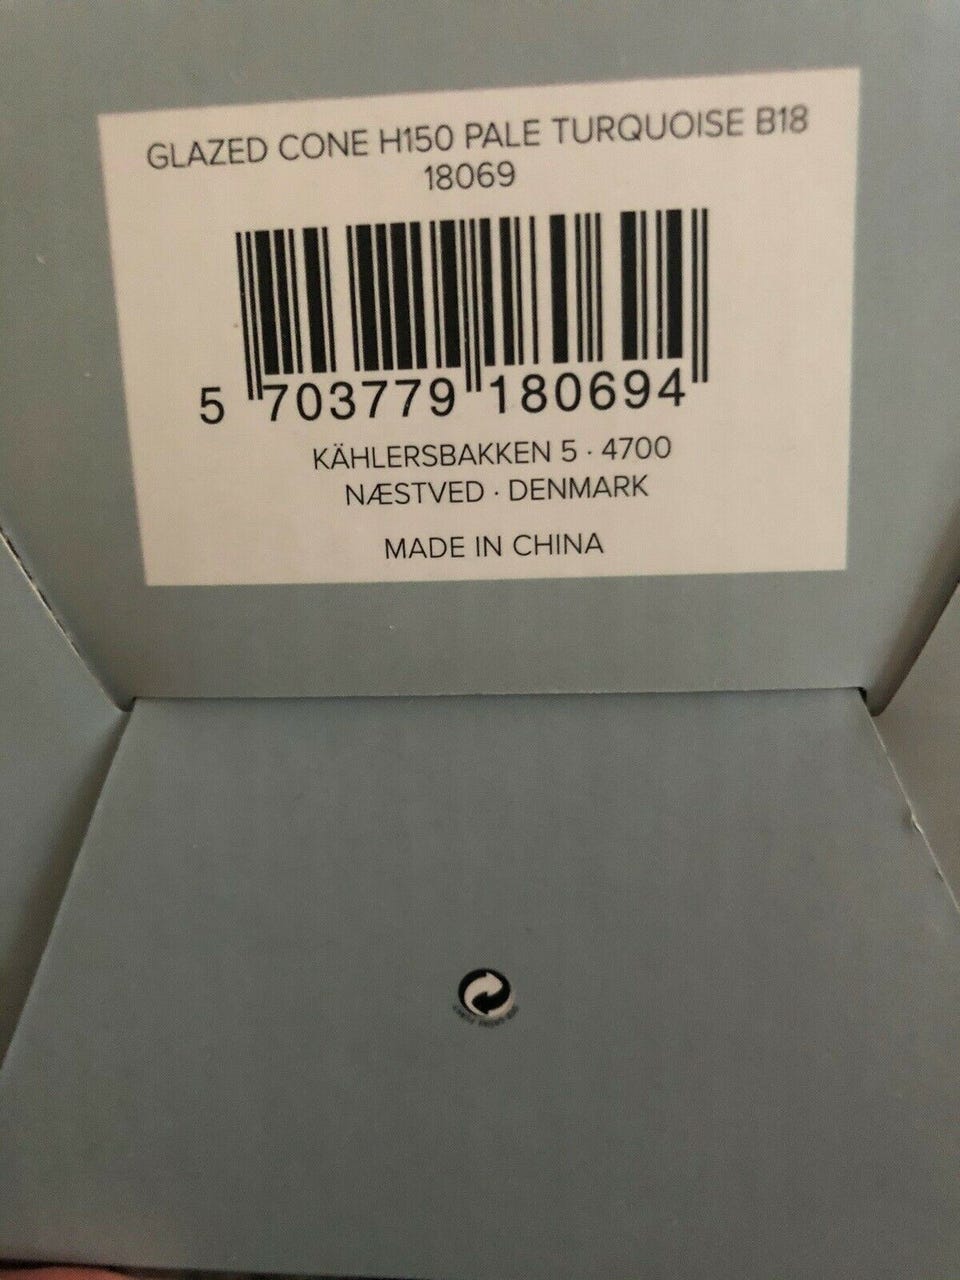 GLAZED CONE H150 PALE TURQUOISE B18
18069
5 703779 180694
KÄHLERSBAKKEN 5 · 4700
NÆSTVED · DENMARK
MADE IN CHINA